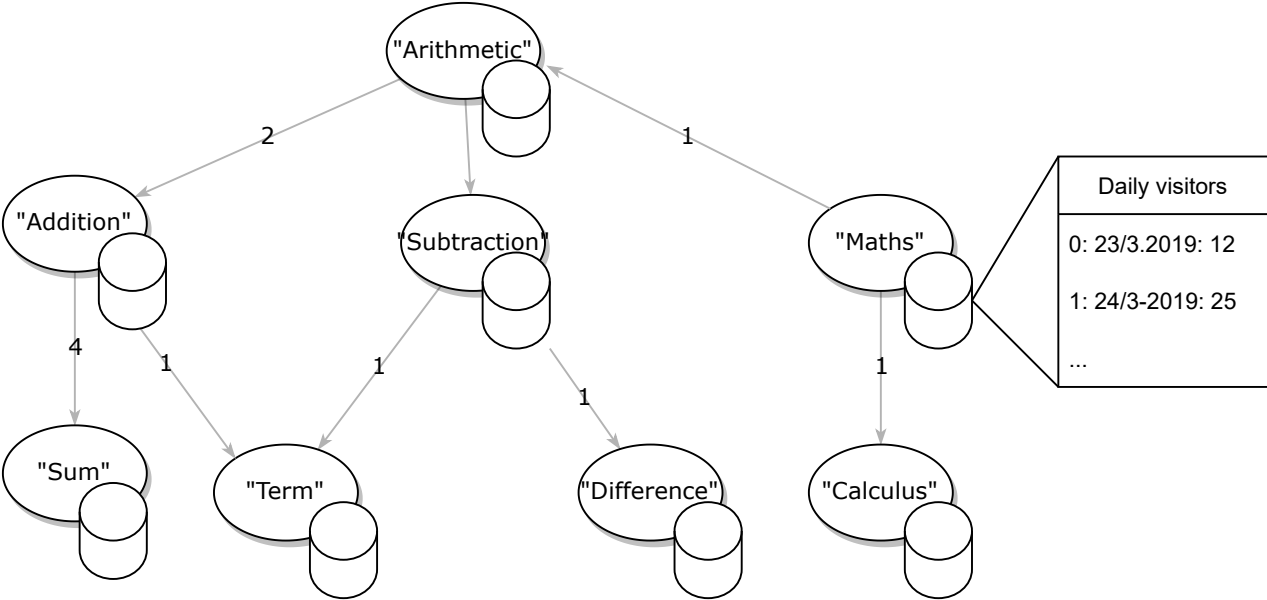 "Arithmetic"
2
1
"Addition"
"Subtraction"
"Maths"
Daily visitors
0: 23/3.2019: 12
1: 24/3-2019: 25
...
4
1
1
1
1
"Sum"
"Term"
"Difference"
"Calculus"